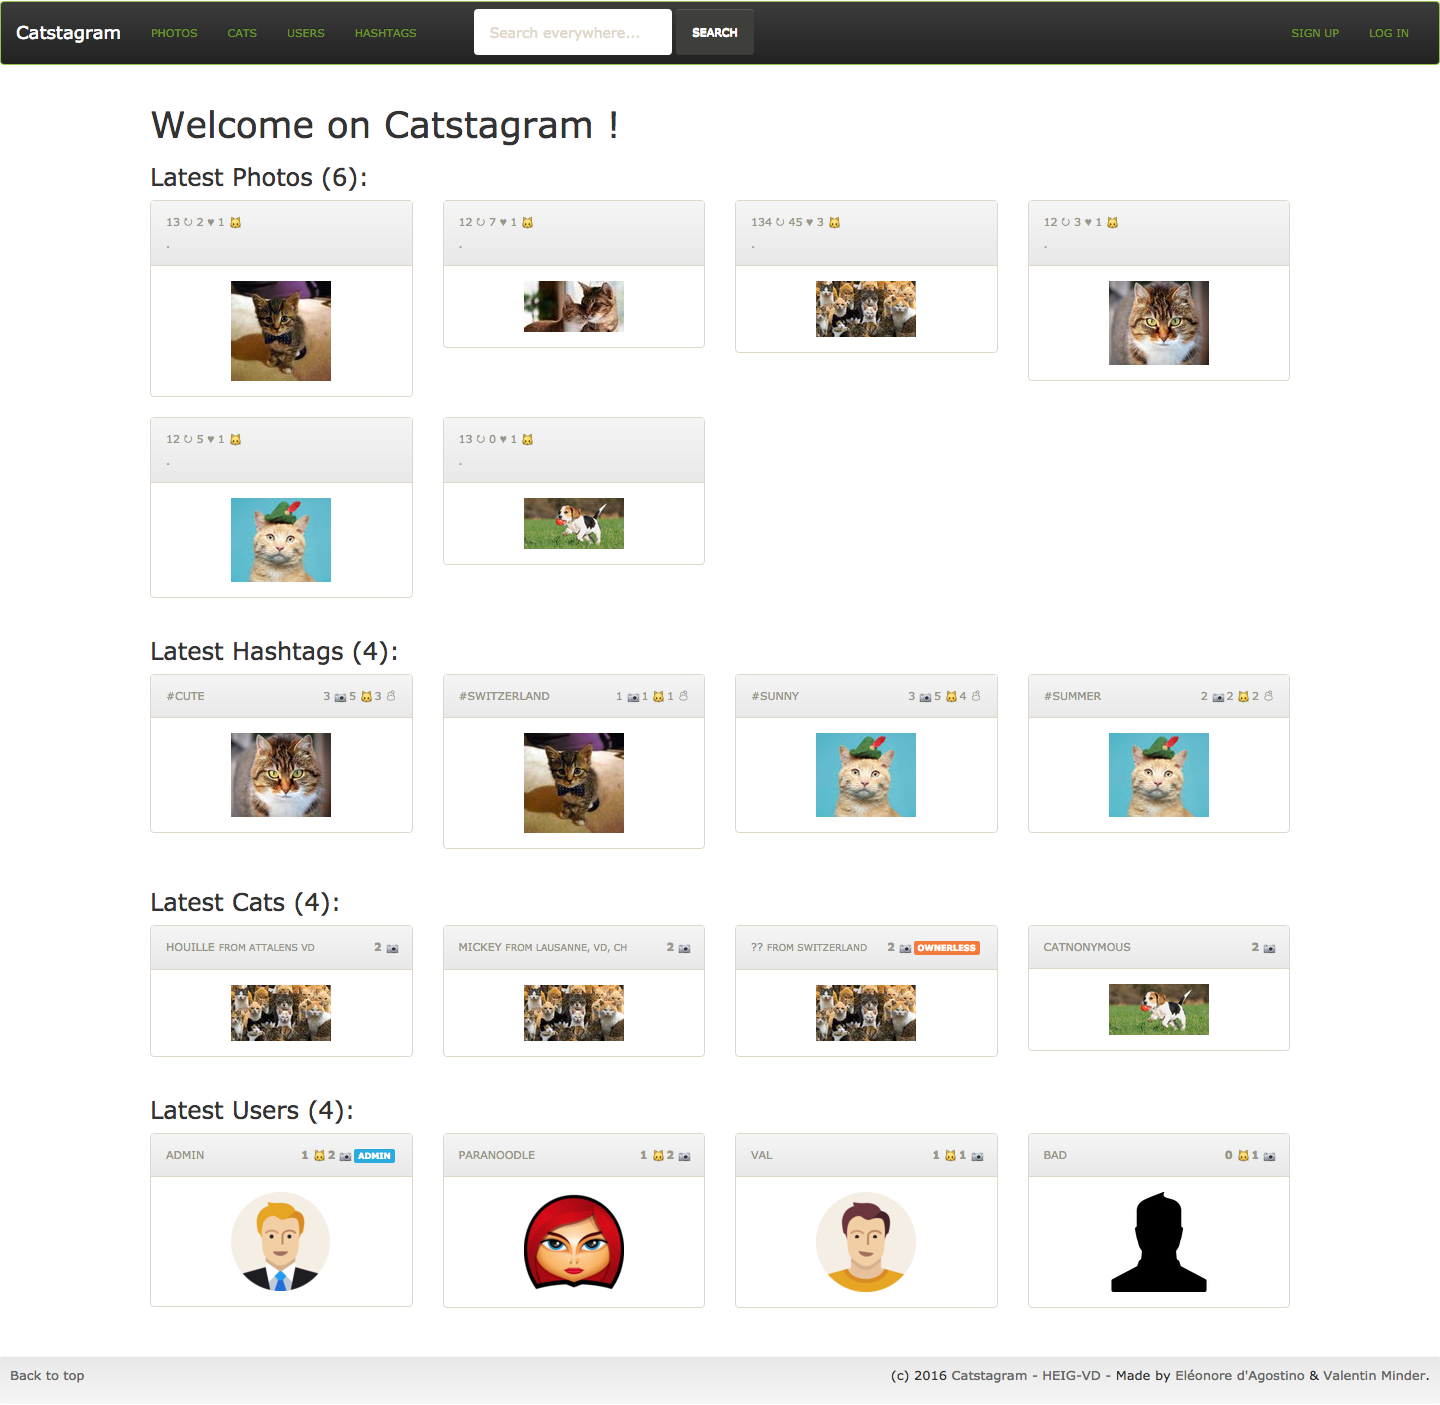 Catstagram PHOTOS CATS USERS HASHTAGS Search everywhere... SEARCH SIGN UP LOG IN
Welcome on Catstagram !
Latest Photos (6):
13 ↻ 2 ♥ 1 🐱 12 ↻ 7 ♥ 1 🐱 134 ↻ 45 ♥ 3 🐱 12 ↻ 3 ♥ 1 🐱
. . . .
12 ↻ 5 ♥ 1 🐱 13 ↻ 0 ♥ 1 🐱
. .
Latest Hashtags (4):
#CUTE 3 📷 5 🐱 3 ☃ #SWITZERLAND 1 📷 1 🐱 1 ☃ #SUNNY 3 📷 5 🐱 4 ☃ #SUMMER 2 📷 2 🐱 2 ☃
Latest Cats (4):
HOUILLE FROM ATTALENS VD 2 📷 MICKEY FROM LAUSANNE, VD, CH 2 📷 ?? FROM SWITZERLAND 2 📷 OWNERLESS CATNONYMOUS 2 📷
Latest Users (4):
ADMIN 1 🐱 2 📷 ADMIN PARANOODLE 1 🐱 2 📷 VAL 1 🐱 1 📷 BAD 0 🐱 1 📷
Back to top (c) 2016 Catstagram - HEIG-VD - Made by Eléonore d'Agostino & Valentin Minder.